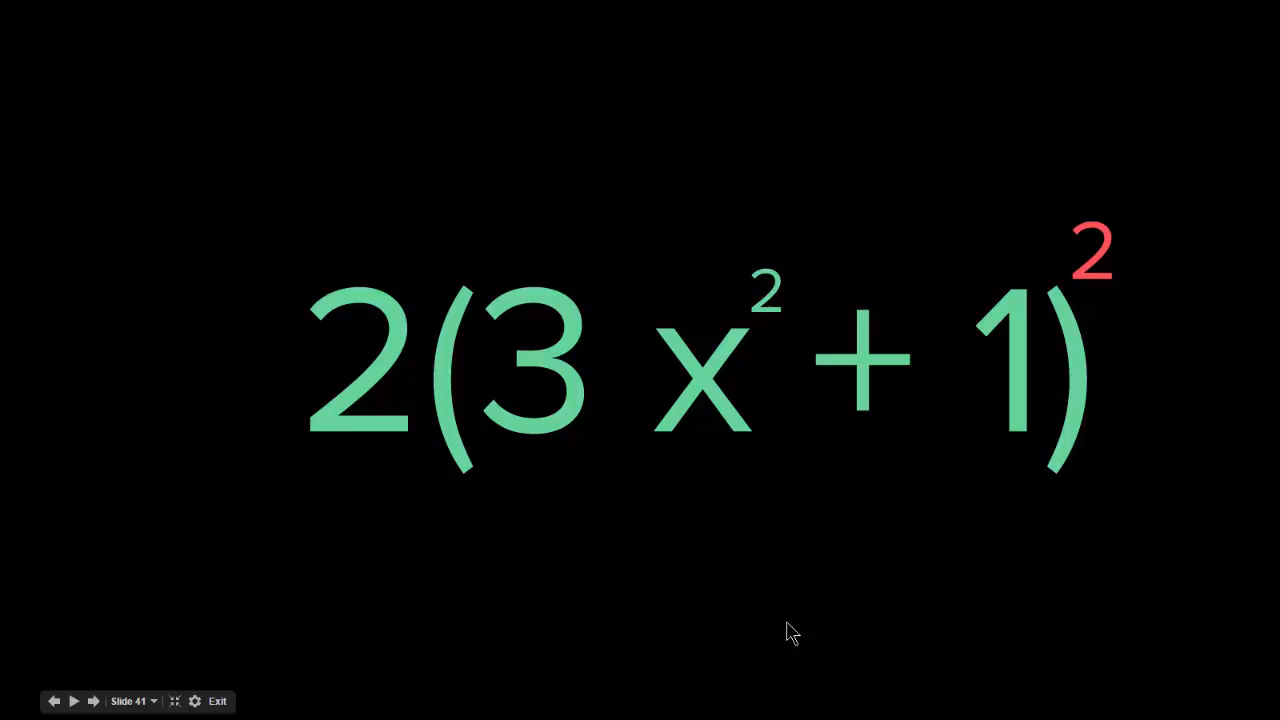 2(3 x² + 1)²
Slide 41 Exit